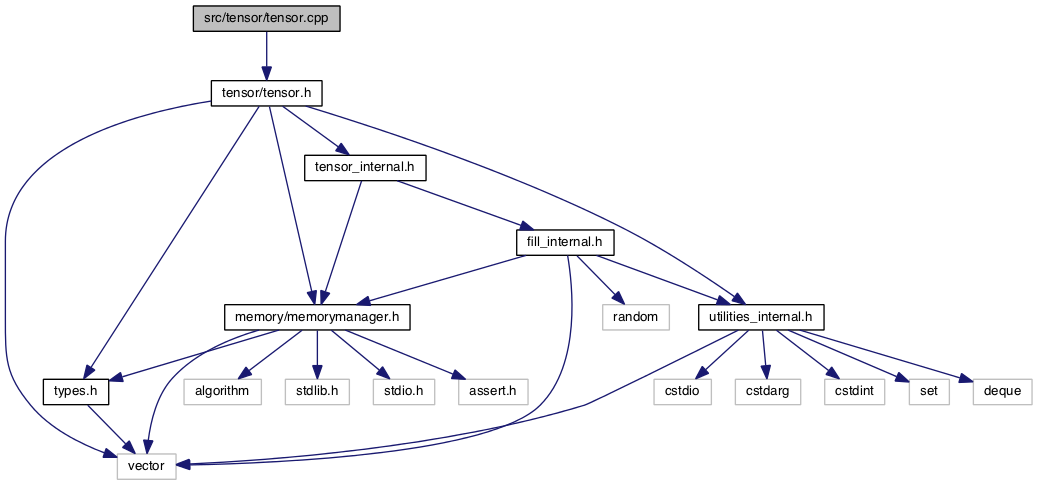 src/tensor/tensor.cpp
tensor/tensor.h
tensor_internal.h
fill_internal.h
memory/memorymanager.h
random
utilities_internal.h
types.h
algorithm
stdlib.h
stdio.h
assert.h
cstdio
cstdarg
cstdint
set
deque
vector